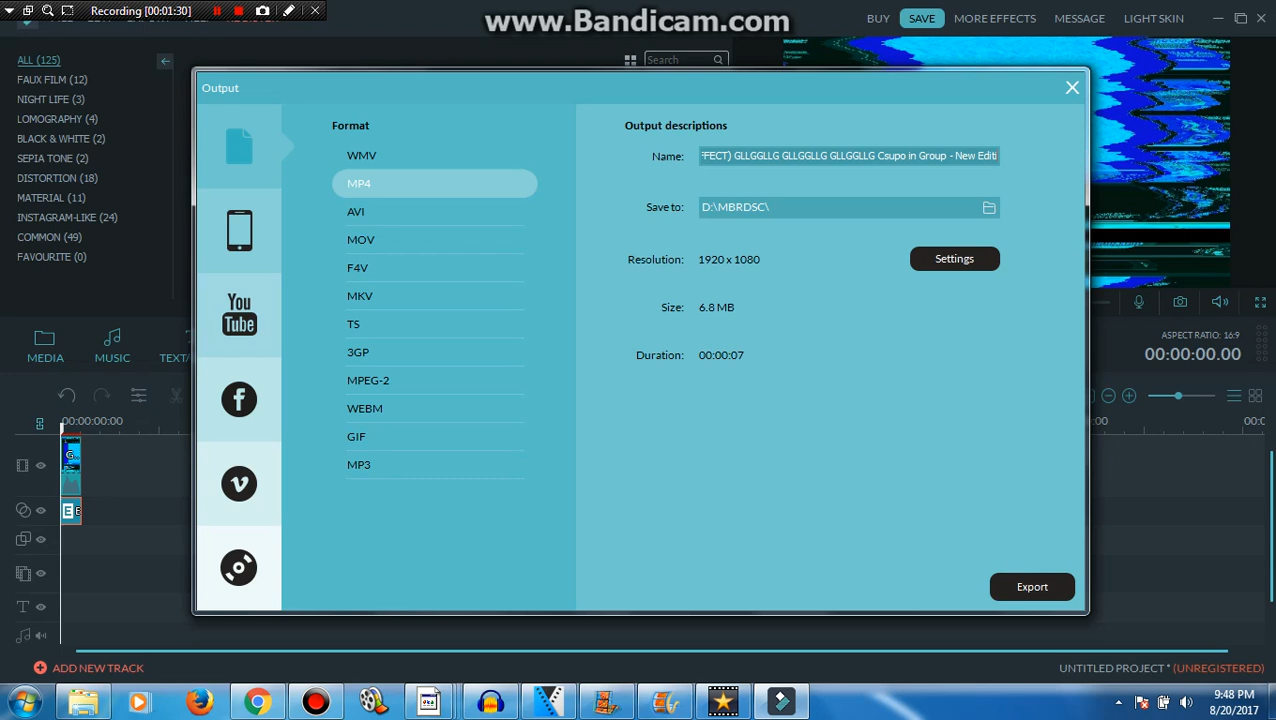 Recording [00:01:30]
www.Bandicam.com
BUY SAVE MORE EFFECTS MESSAGE LIGHT SKIN
ALL (125)
FAUX FILM (12)
NIGHT LIFE (3)
LOMOGRAPHY (4)
BLACK & WHITE (2)
SEPIA TONE (2)
DISTORTION (18)
MATERIAL (11)
INSTAGRAM-LIKE (24)
COMMON (49)
FAVOURITE (0)
Search
Output
You
Tube
Format
WMV
MP4
AVI
MOV
F4V
MKV
TS
3GP
MPEG-2
WEBM
GIF
MP3
Output descriptions
Name: FECT) GLLGGLLG GLLGGLLG GLLGGLLG Csupo in Group - New Editi
Save to: D:\MBRDSC\
Resolution: 1920 x 1080
Settings
Size: 6.8 MB
Duration: 00:00:07
Export
MEDIA MUSIC TEXT/
ASPECT RATIO: 16:9
00:00:00.00
00:00:00:00
ADD NEW TRACK
UNTITLED PROJECT * (UNREGISTERED)
9:48 PM
8/20/2017